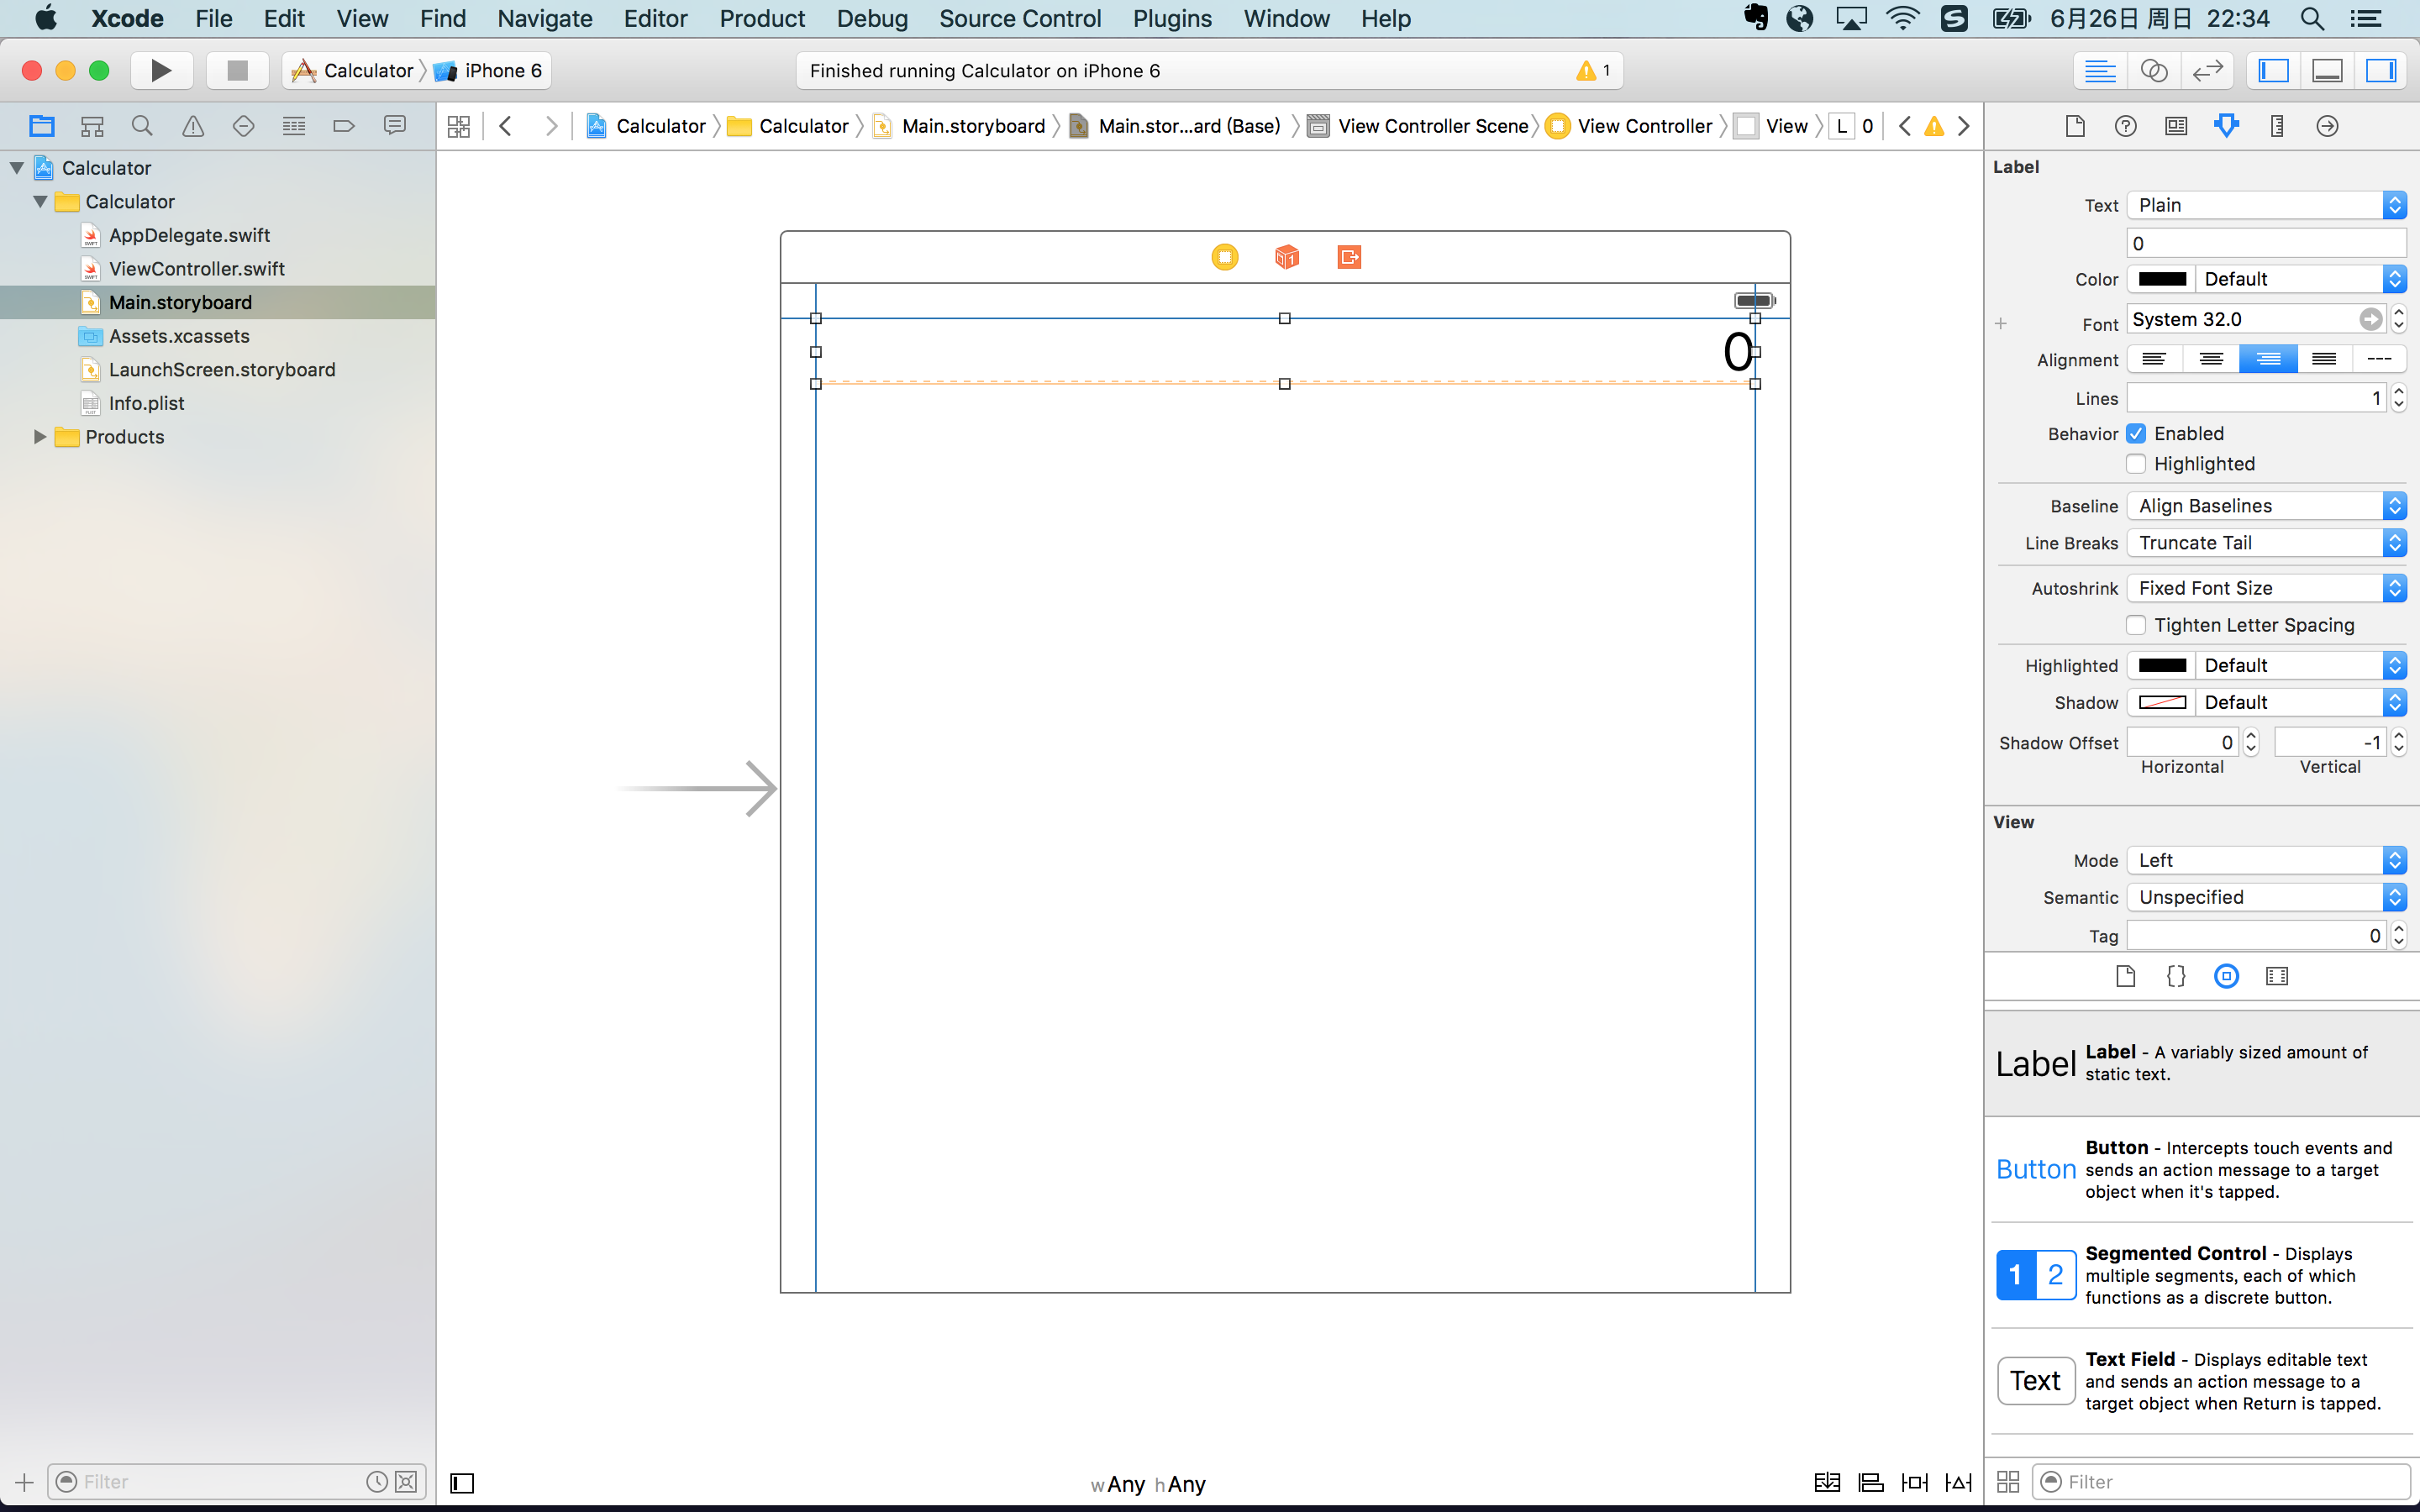 Xcode File Edit View Find Navigate Editor Product Debug Source Control Plugins Window Help 6月26日 周日 22:34
Calculator iPhone 6 Finished running Calculator on iPhone 6 1
Calculator Calculator Main.storyboard Main.stor...ard (Base) View Controller Scene View Controller View L 0
Calculator
Calculator
AppDelegate.swift
ViewController.swift
Main.storyboard
Assets.xcassets
LaunchScreen.storyboard
Info.plist
Products
Filter
0
wAny hAny
Label
Text Plain
0
Color Default
Font System 32.0
Alignment
Lines 1
Behavior Enabled
Highlighted
Baseline Align Baselines
Line Breaks Truncate Tail
Autoshrink Fixed Font Size
Tighten Letter Spacing
Highlighted Default
Shadow Default
Shadow Offset 0 -1
Horizontal Vertical
View
Mode Left
Semantic Unspecified
Tag 0
Label
Label - A variably sized amount of
static text.
Button
Button - Intercepts touch events and
sends an action message to a target
object when it's tapped.
1 2
Segmented Control - Displays
multiple segments, each of which
functions as a discrete button.
Text
Text Field - Displays editable text
and sends an action message to a
target object when Return is tapped.
Filter